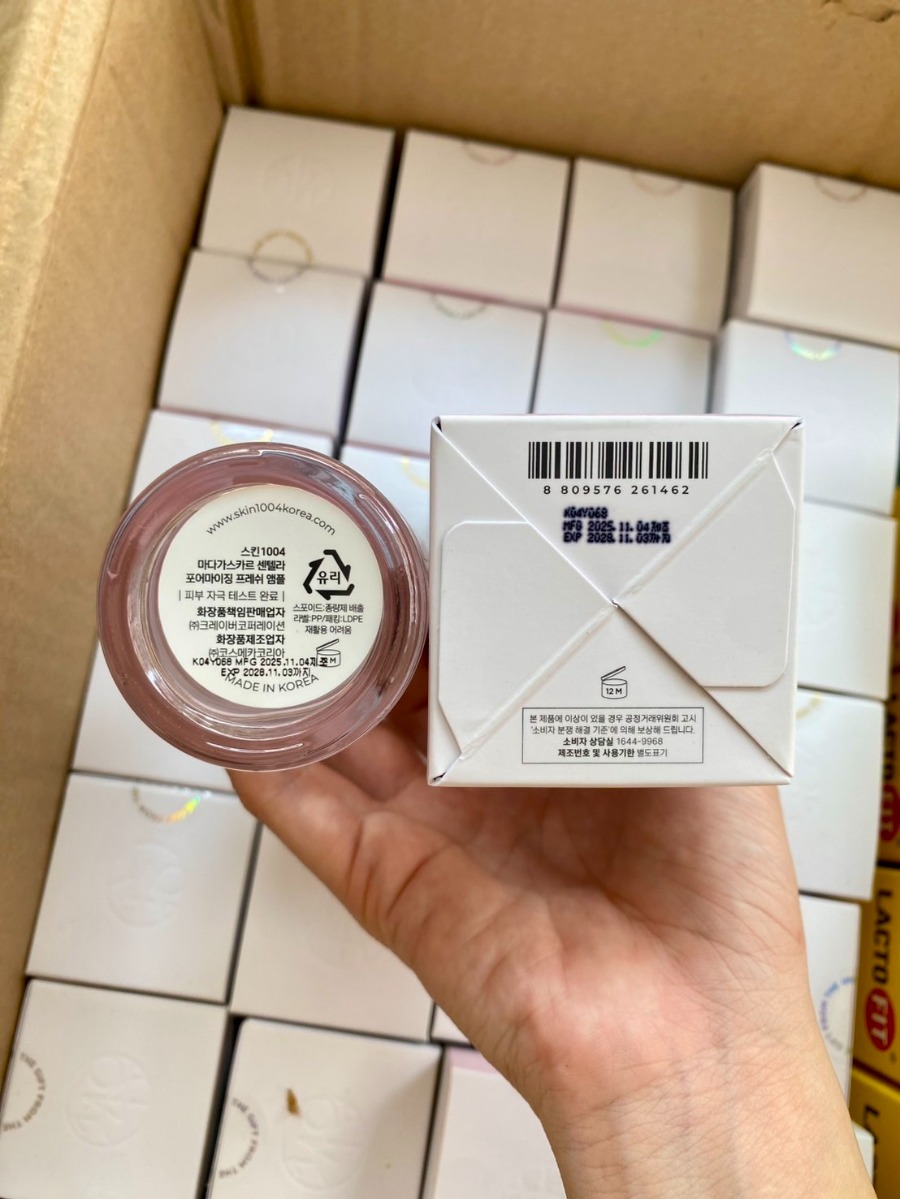 www.skin1004korea.com
스킨1004
마다가스카르 센텔라
포어마이징 프레쉬 앰플
| 피부 자극 테스트 완료 |
화장품책임판매업자
㈜크레이버코퍼레이션
화장품제조업자
㈜코스메카코리아
K04Y068 MFG 2025.11.04제조
EXP 2028.11.03까지
MADE IN KOREA
유리
스포이드:종량제 배출
라벨:PP/패킹:LDPE
재활용 어려움
8 809576 261462
K04Y068
MFG 2025.11.04제조
EXP 2028.11.03까지
12 M
본 제품에 이상이 있을 경우 공정거래위원회 고시
'소비자 분쟁 해결 기준'에 의해 보상해 드립니다.
소비자 상담실 1644-9968
제조번호 및 사용기한 별도표기
LACTO FIT
THE GIFT FROM THE
THE GIFT FROM THE